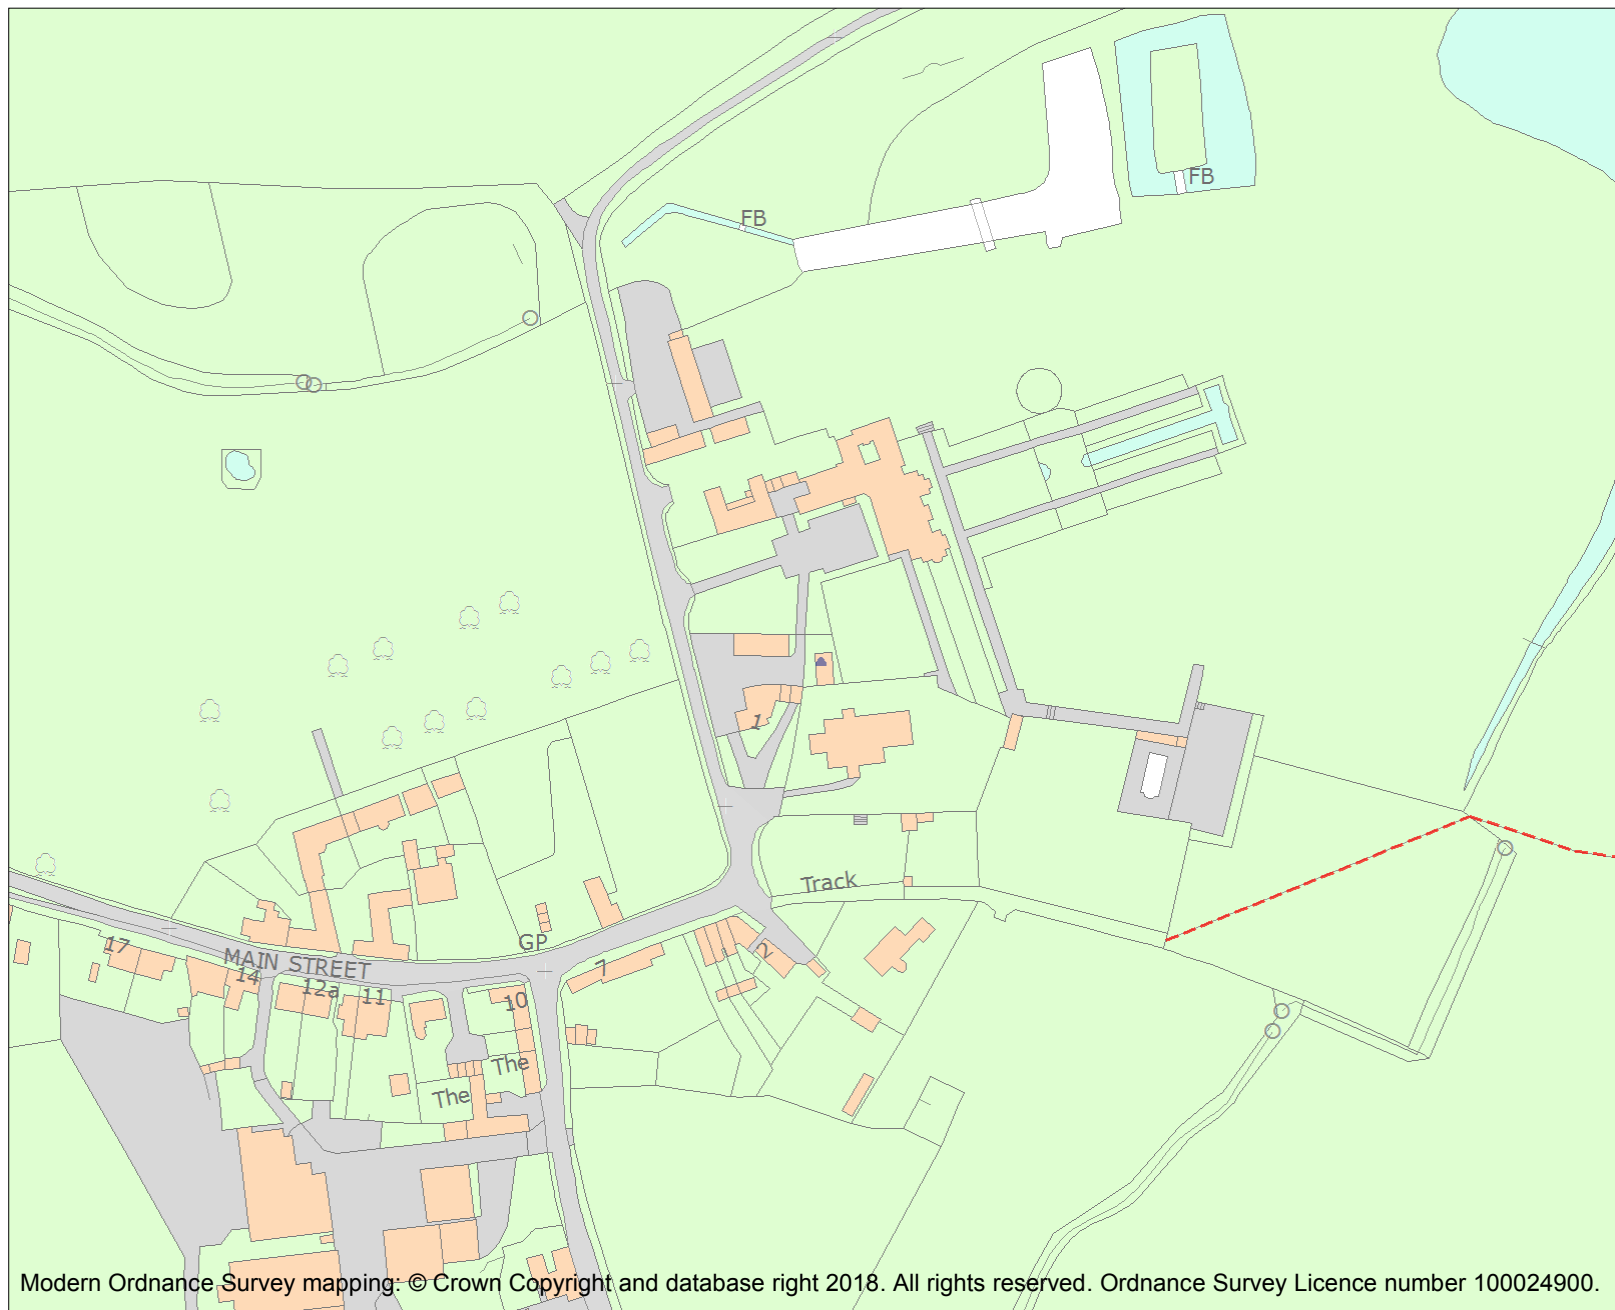 FB
FB
1
Track
GP
17
MAIN STREET
14
12a
11
10
7
2
The
The
Modern Ordnance Survey mapping: © Crown Copyright and database right 2018. All rights reserved. Ordnance Survey Licence number 100024900.